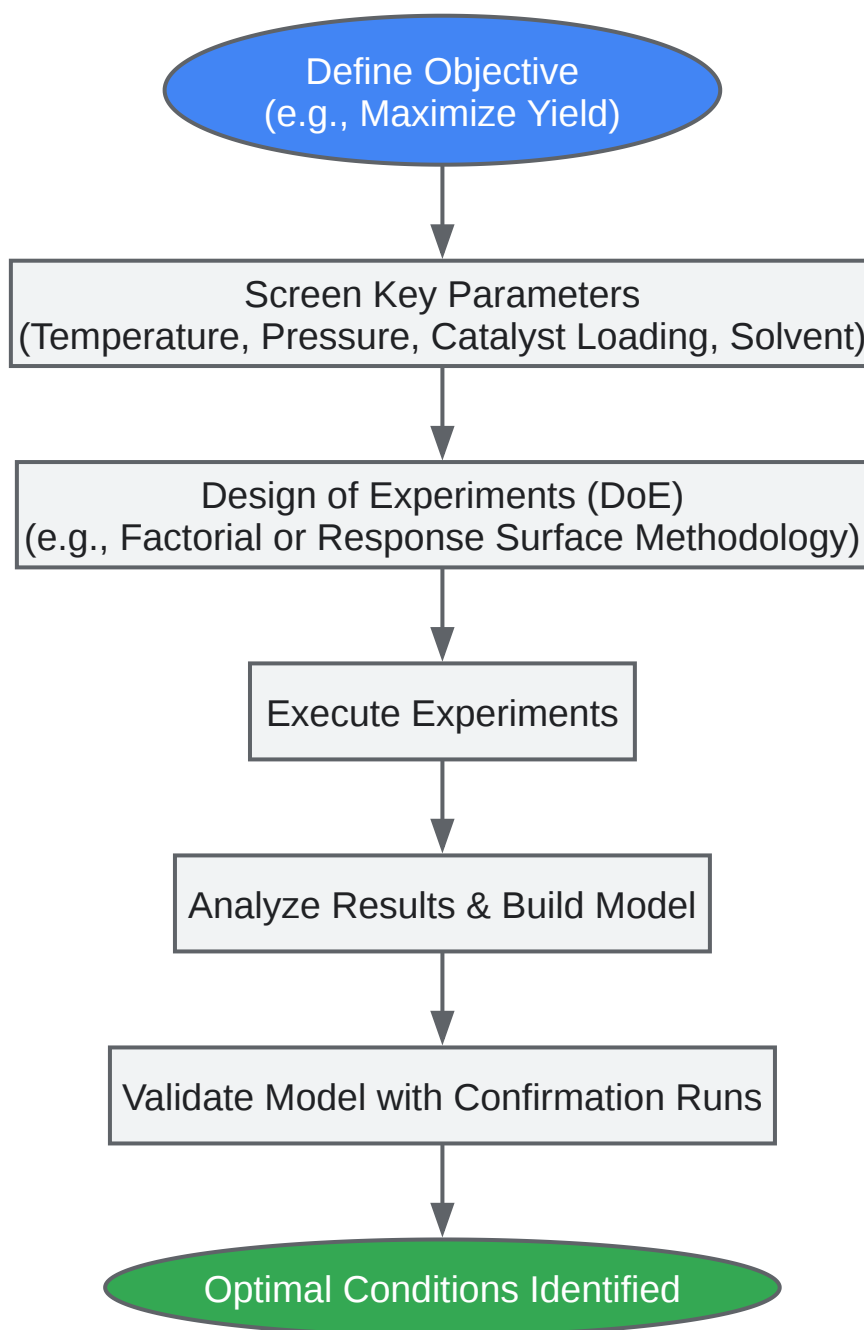 Define Objective
(e.g., Maximize Yield)
Screen Key Parameters
(Temperature, Pressure, Catalyst Loading, Solvent)
Design of Experiments (DoE)
(e.g., Factorial or Response Surface Methodology)
Execute Experiments
Analyze Results & Build Model
Validate Model with Confirmation Runs
Optimal Conditions Identified